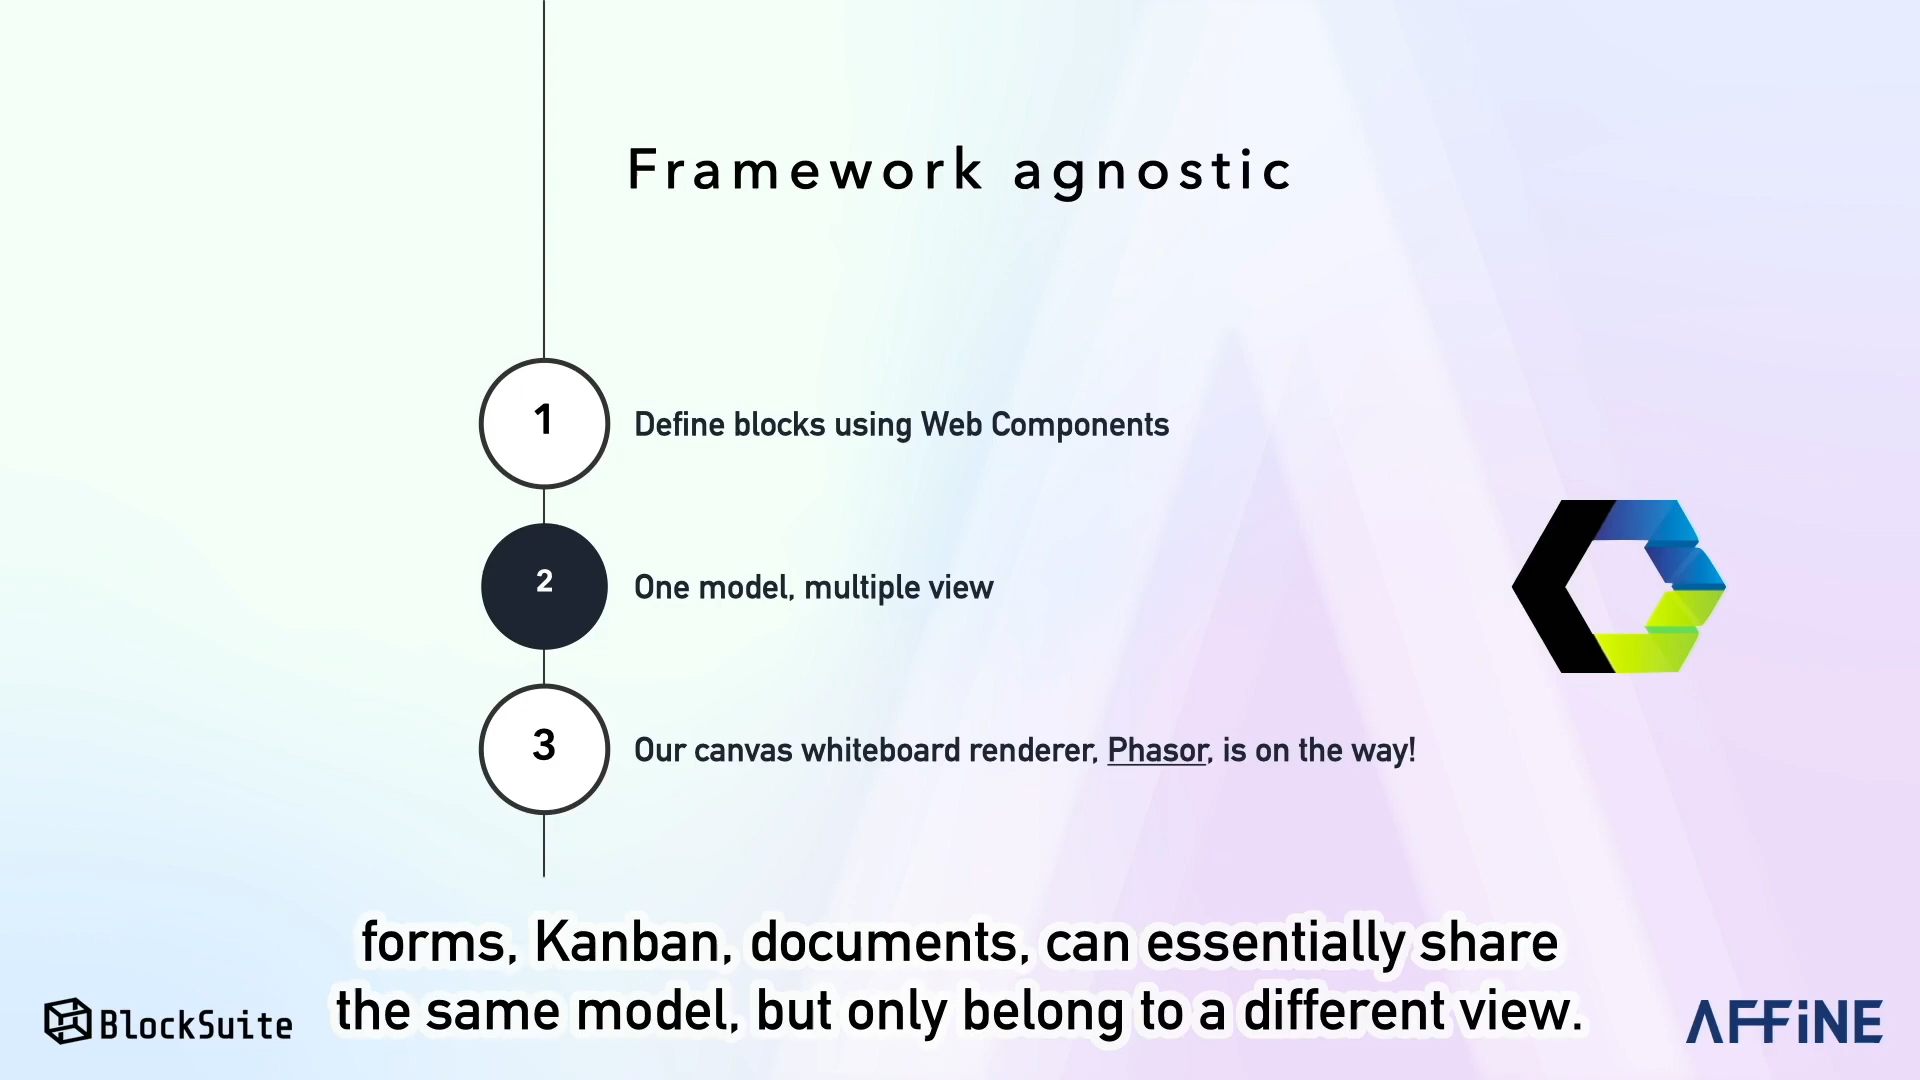 Framework agnostic
1
Define blocks using Web Components
2
One model, multiple view
3
Our canvas whiteboard renderer, Phasor, is on the way!
forms, Kanban, documents, can essentially share
the same model, but only belong to a different view.
BlockSuite
AFFiNE